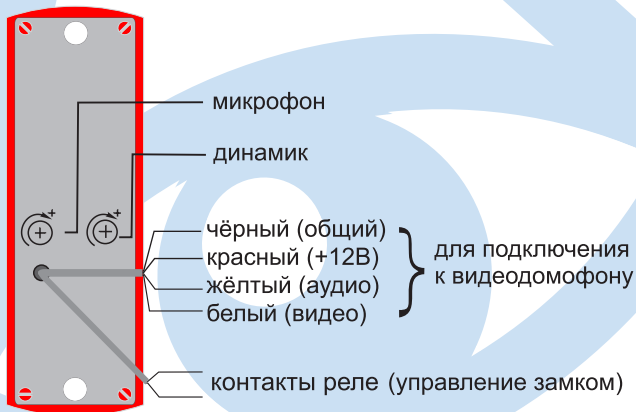 микрофон
динамик
+
+
чёрный (общий)
красный (+12В)
жёлтый (аудио)
белый (видео)
для подключения
к видеодомофону
контакты реле (управление замком)